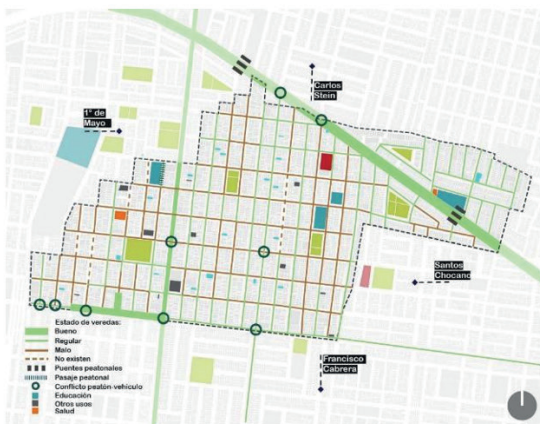 Carlos
Stein
1° de
Mayo
Santos
Chocano
Francisco
Cabrera
Estado de veredas:
Bueno
Regular
Malo
No existen
Puentes peatonales
Pasaje peatonal
Conflicto peatón-vehículo
Educación
Otros usos
Salud